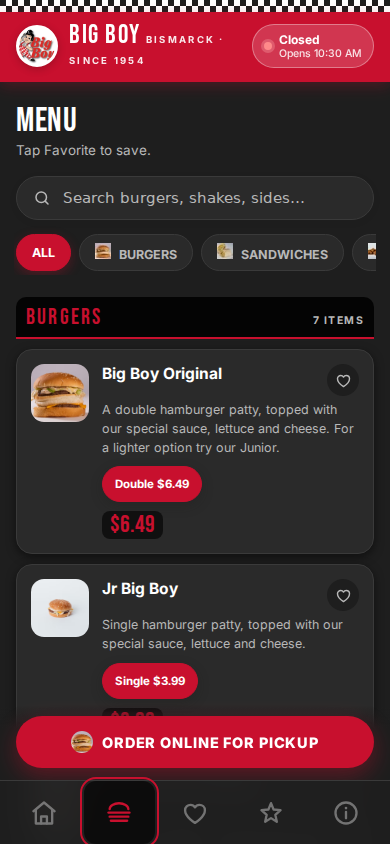 Big
Boy
BIG BOY BISMARCK ·
SINCE 1954
Closed
Opens 10:30 AM
MENU
Tap Favorite to save.
Search burgers, shakes, sides...
ALL
BURGERS
SANDWICHES
BURGERS
7 ITEMS
Big Boy Original
A double hamburger patty, topped with
our special sauce, lettuce and cheese. For
a lighter option try our Junior.
Double $6.49
$6.49
Jr Big Boy
Single hamburger patty, topped with our
special sauce, lettuce and cheese.
Single $3.99
ORDER ONLINE FOR PICKUP